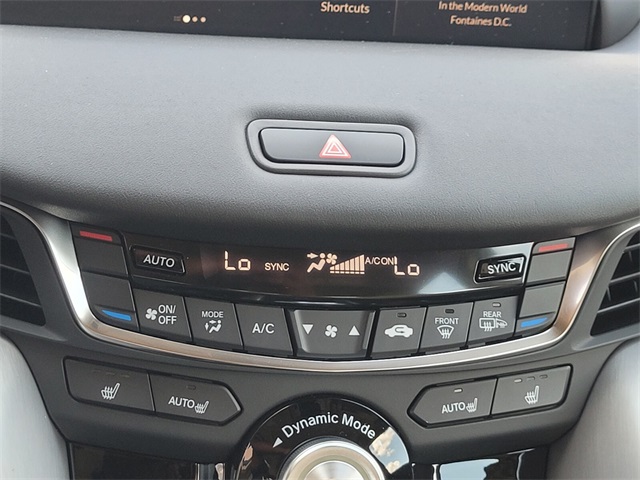 Shortcuts
In the Modern World
Fontaines D.C.
AUTO
Lo SYNC A/CON Lo
SYNC
ON/
OFF
MODE
A/C
FRONT
REAR
AUTO
AUTO
Dynamic Mode